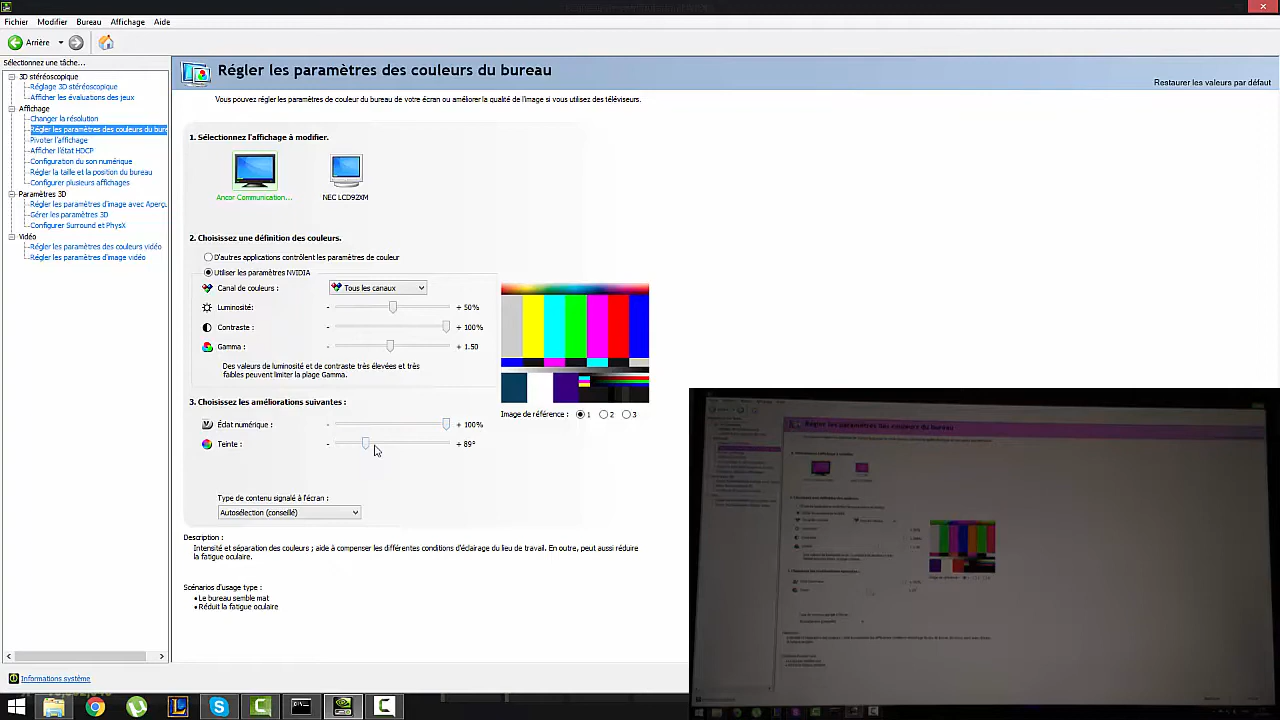 Fichier Modifier Bureau Affichage Aide
Arrière
Sélectionnez une tâche...
3D stéréoscopique
Réglage 3D stéréoscopique
Afficher les évaluations des jeux
Affichage
Changer la résolution
Régler les paramètres des couleurs du bure
Pivoter l'affichage
Afficher l'état HDCP
Configuration du son numérique
Régler la taille et la position du bureau
Configurer plusieurs affichages
Paramètres 3D
Régler les paramètres d'image avec Aperç
Gérer les paramètres 3D
Configurer Surround et PhysX
Vidéo
Régler les paramètres des couleurs vidéo
Régler les paramètres d'image vidéo
Informations système
Régler les paramètres des couleurs du bureau
Restaurer les valeurs par défaut
Vous pouvez régler les paramètres de couleur du bureau de votre écran ou améliorer la qualité de l'image si vous utilisez des téléviseurs.
1. Sélectionnez l'affichage à modifier.
Ancor Communication... NEC LCD92XM
2. Choisissez une définition des couleurs.
D'autres applications contrôlent les paramètres de couleur
Utiliser les paramètres NVIDIA
Canal de couleurs : Tous les canaux
Luminosité: - + 50%
Contraste : - + 100%
Gamma : - + 1.50
Des valeurs de luminosité et de contraste très élevées et très
faibles peuvent limiter la plage Gamma.
Image de référence : 1 2 3
3. Choisissez les améliorations suivantes :
Éclat numérique : - + 100%
Teinte : - + 89°
Type de contenu signalé à l'écran :
Autosélection (conseillé)
Description :
Intensité et séparation des couleurs ; aide à compenser les différentes conditions d'éclairage du lieu de travail. En outre, peut aussi réduire
la fatigue oculaire.
Scénarios d'usage type :
• Le bureau semble mat
• Réduit la fatigue oculaire
Régler les paramètres des couleurs du bureau